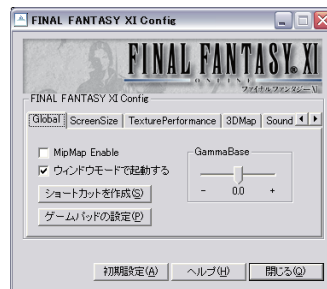 FINAL FANTASY XI Config
FINAL FANTASY XI
ONLINE
ファイナルファンタジーXI
FINAL FANTASY XI Config
Global ScreenSize TexturePerformance 3DMap Sound
MipMap Enable
ウィンドウモードで起動する
GammaBase
- 0.0 +
ショートカットを作成(S)
ゲームパッドの設定(P)
初期設定(A) ヘルプ(H) 閉じる(Q)